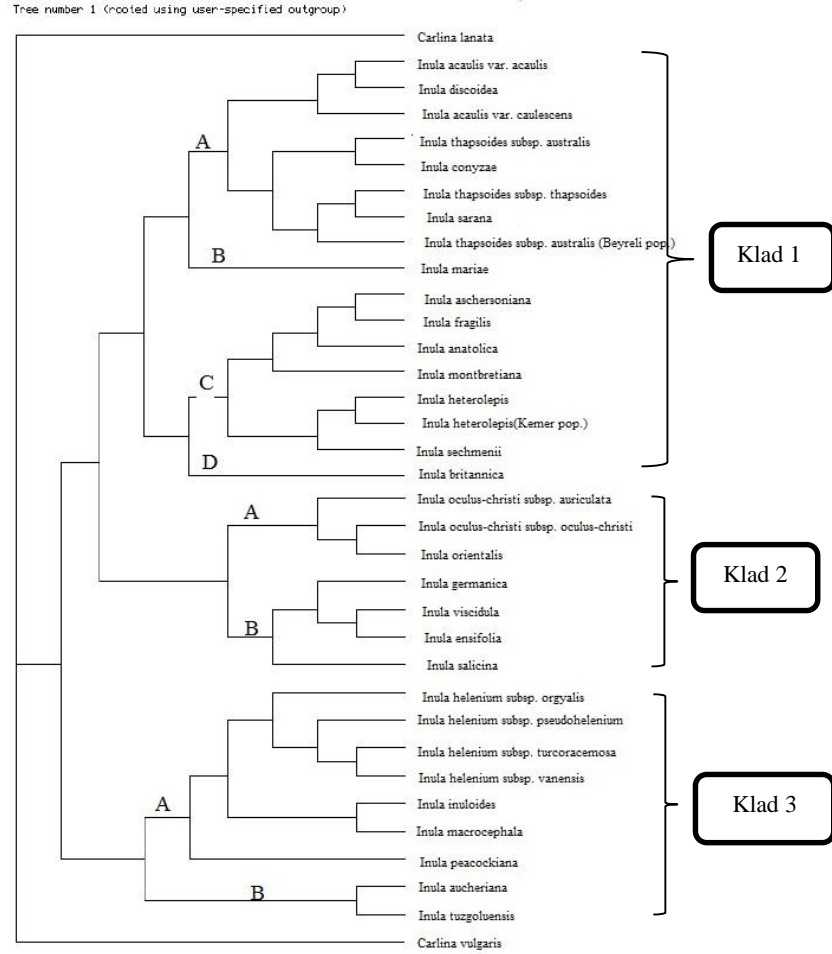 Tree number 1 (rooted using user-specified outgroup)
Carlina lanata
Inula acaulis var. acaulis
Inula discoidea
Inula acaulis var. caulescens
A
Inula thapsoides subsp. australis
Inula conyzae
Inula thapsoides subsp. thapsoides
Inula sarana
Inula thapsoides subsp. australis (Beyreli pop.)
Klad 1
B
Inula mariae
Inula aschersoniana
Inula fragilis
Inula anatolica
Inula montbretiana
C
Inula heterolepis
Inula heterolepis(Kemer pop.)
Inula sechmenii
D
Inula britannica
Inula oculus-christi subsp. auriculata
A
Inula oculus-christi subsp. oculus-christi
Inula orientalis
Klad 2
Inula germanica
Inula viscidula
B
Inula ensifolia
Inula salicina
Inula helenium subsp. orgyalis
Inula helenium subsp. pseudohelenium
Inula helenium subsp. turcoracemosa
Inula helenium subsp. vanensis
A
Inula inuloides
Klad 3
Inula macrocephala
Inula peacockiana
B
Inula aucheriana
Inula tuzgoluensis
Carlina vulgaris